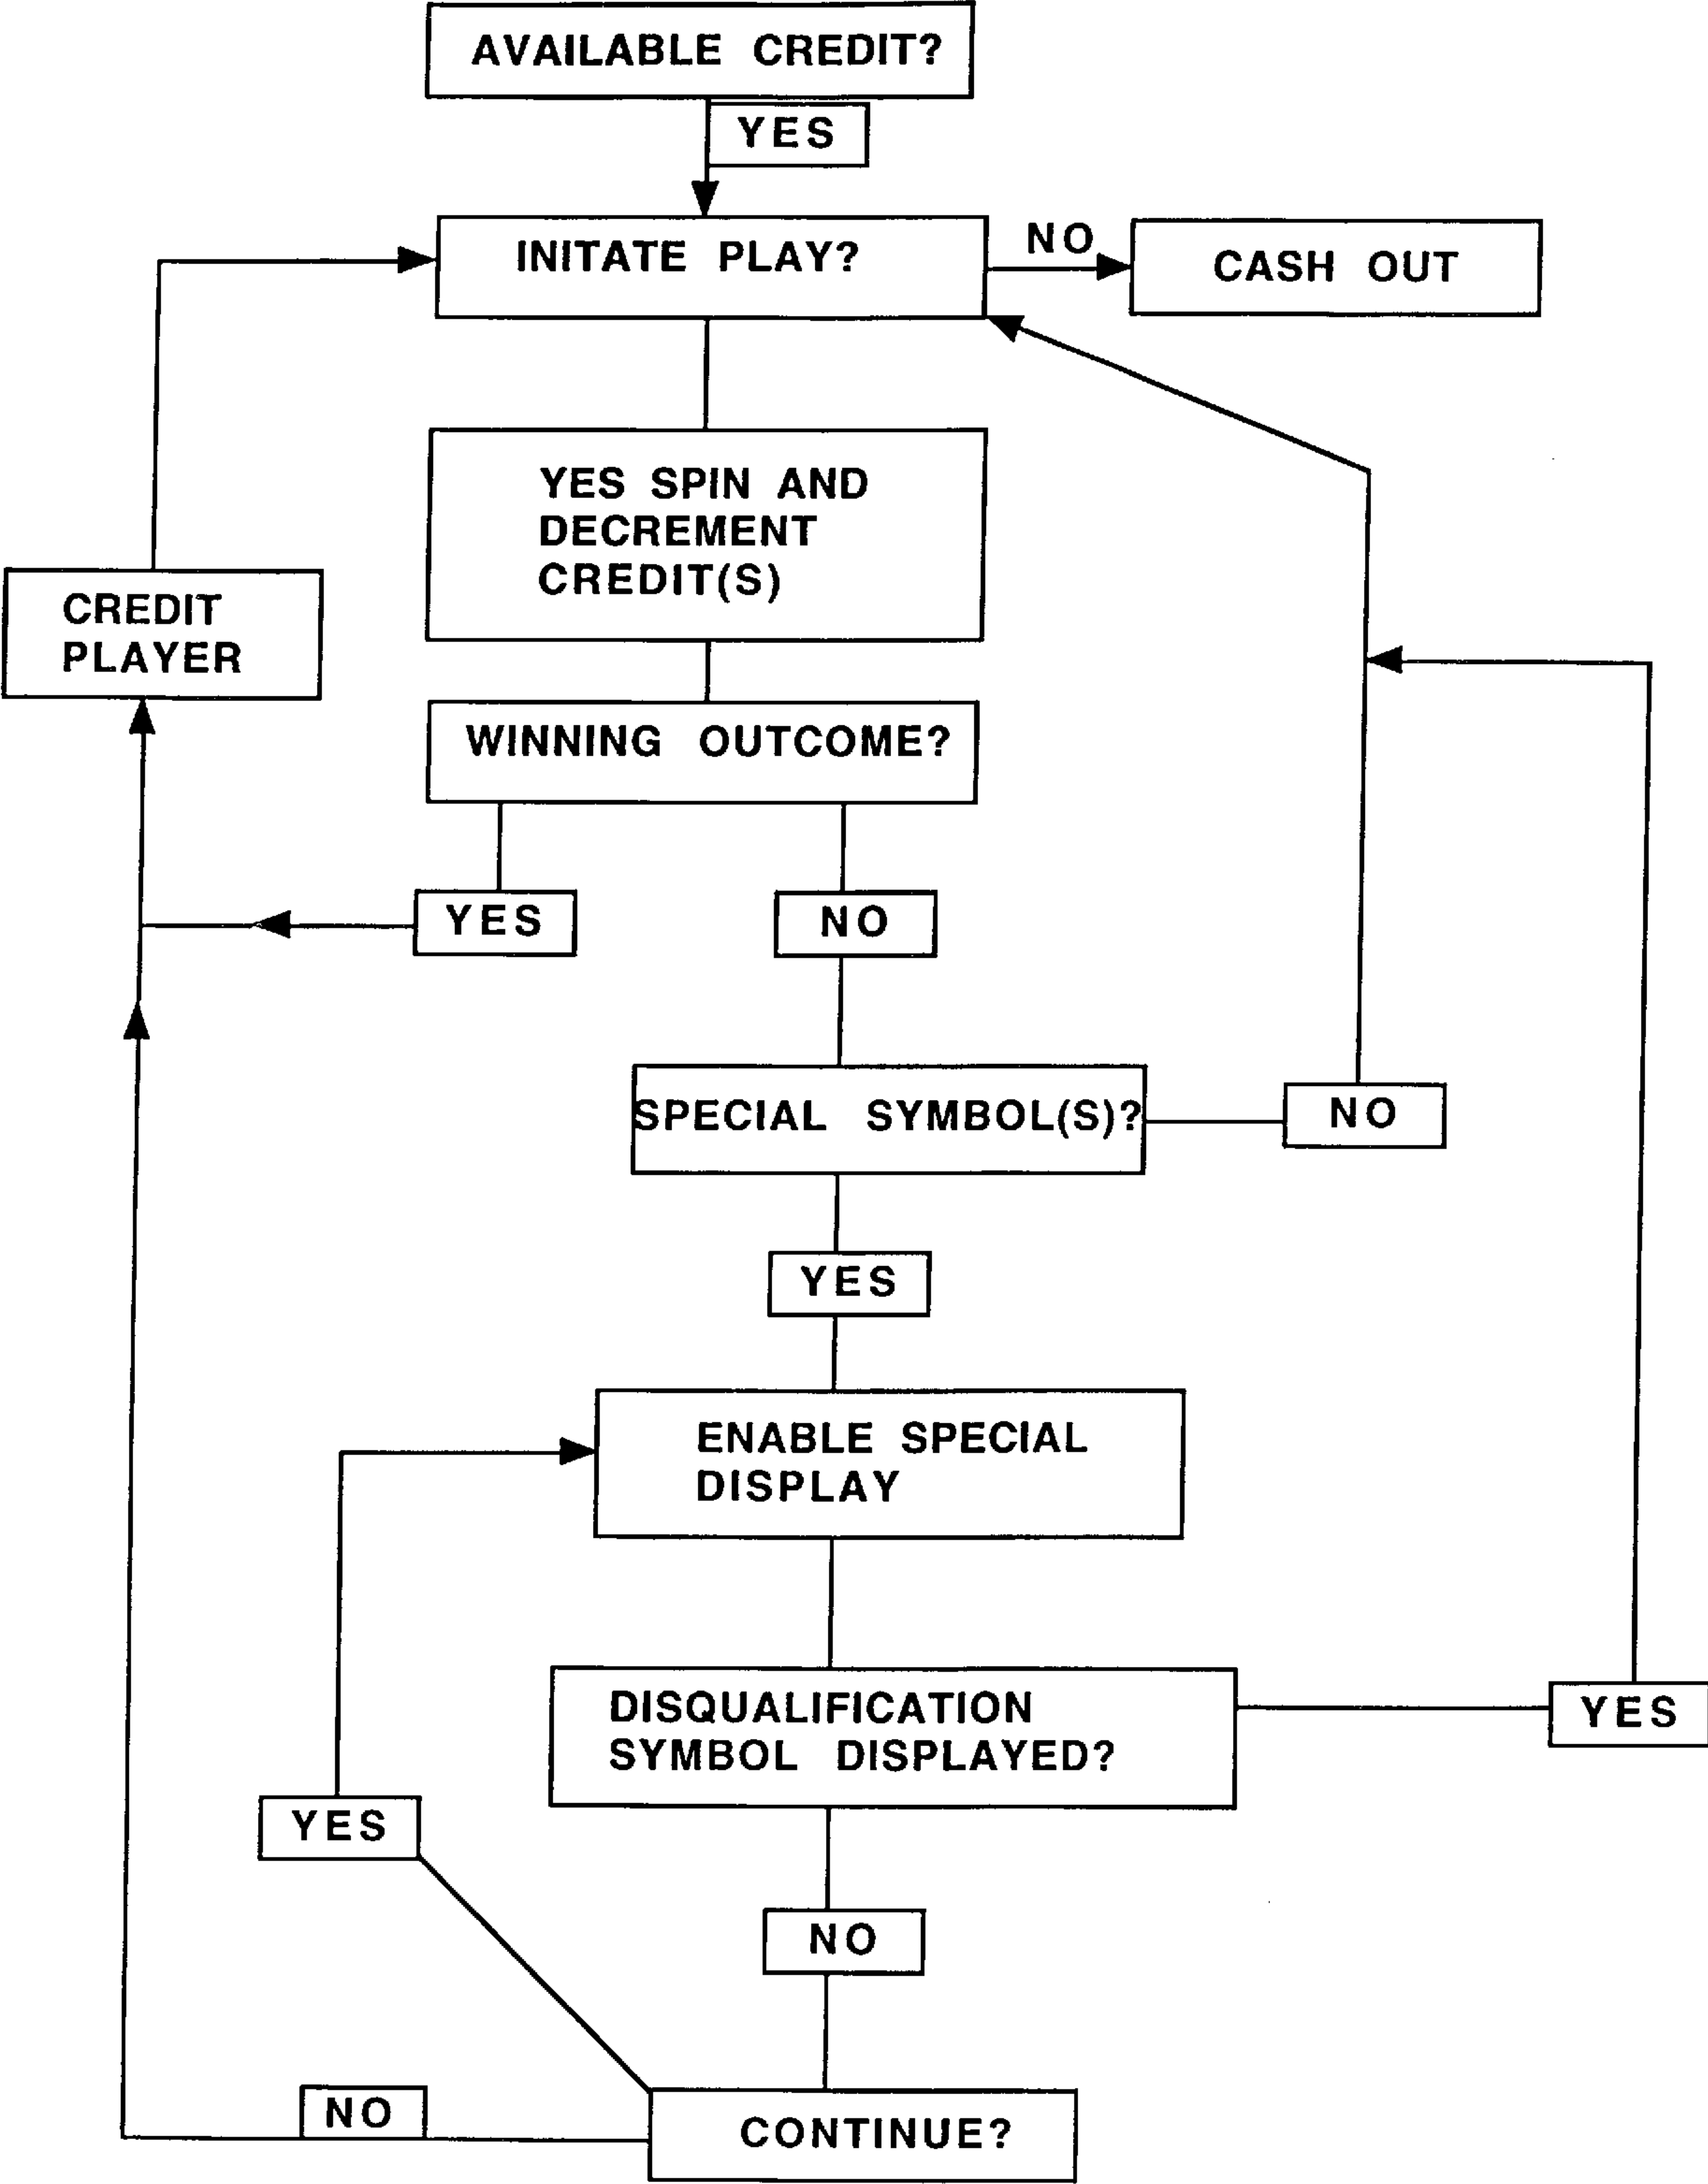 AVAILABLE CREDIT?
YES
INITATE PLAY?
NO
CASH OUT
YES SPIN AND
DECREMENT
CREDIT(S)
CREDIT
PLAYER
WINNING OUTCOME?
YES
NO
SPECIAL SYMBOL(S)?
NO
YES
ENABLE SPECIAL
DISPLAY
DISQUALIFICATION
SYMBOL DISPLAYED?
YES
YES
NO
NO
CONTINUE?